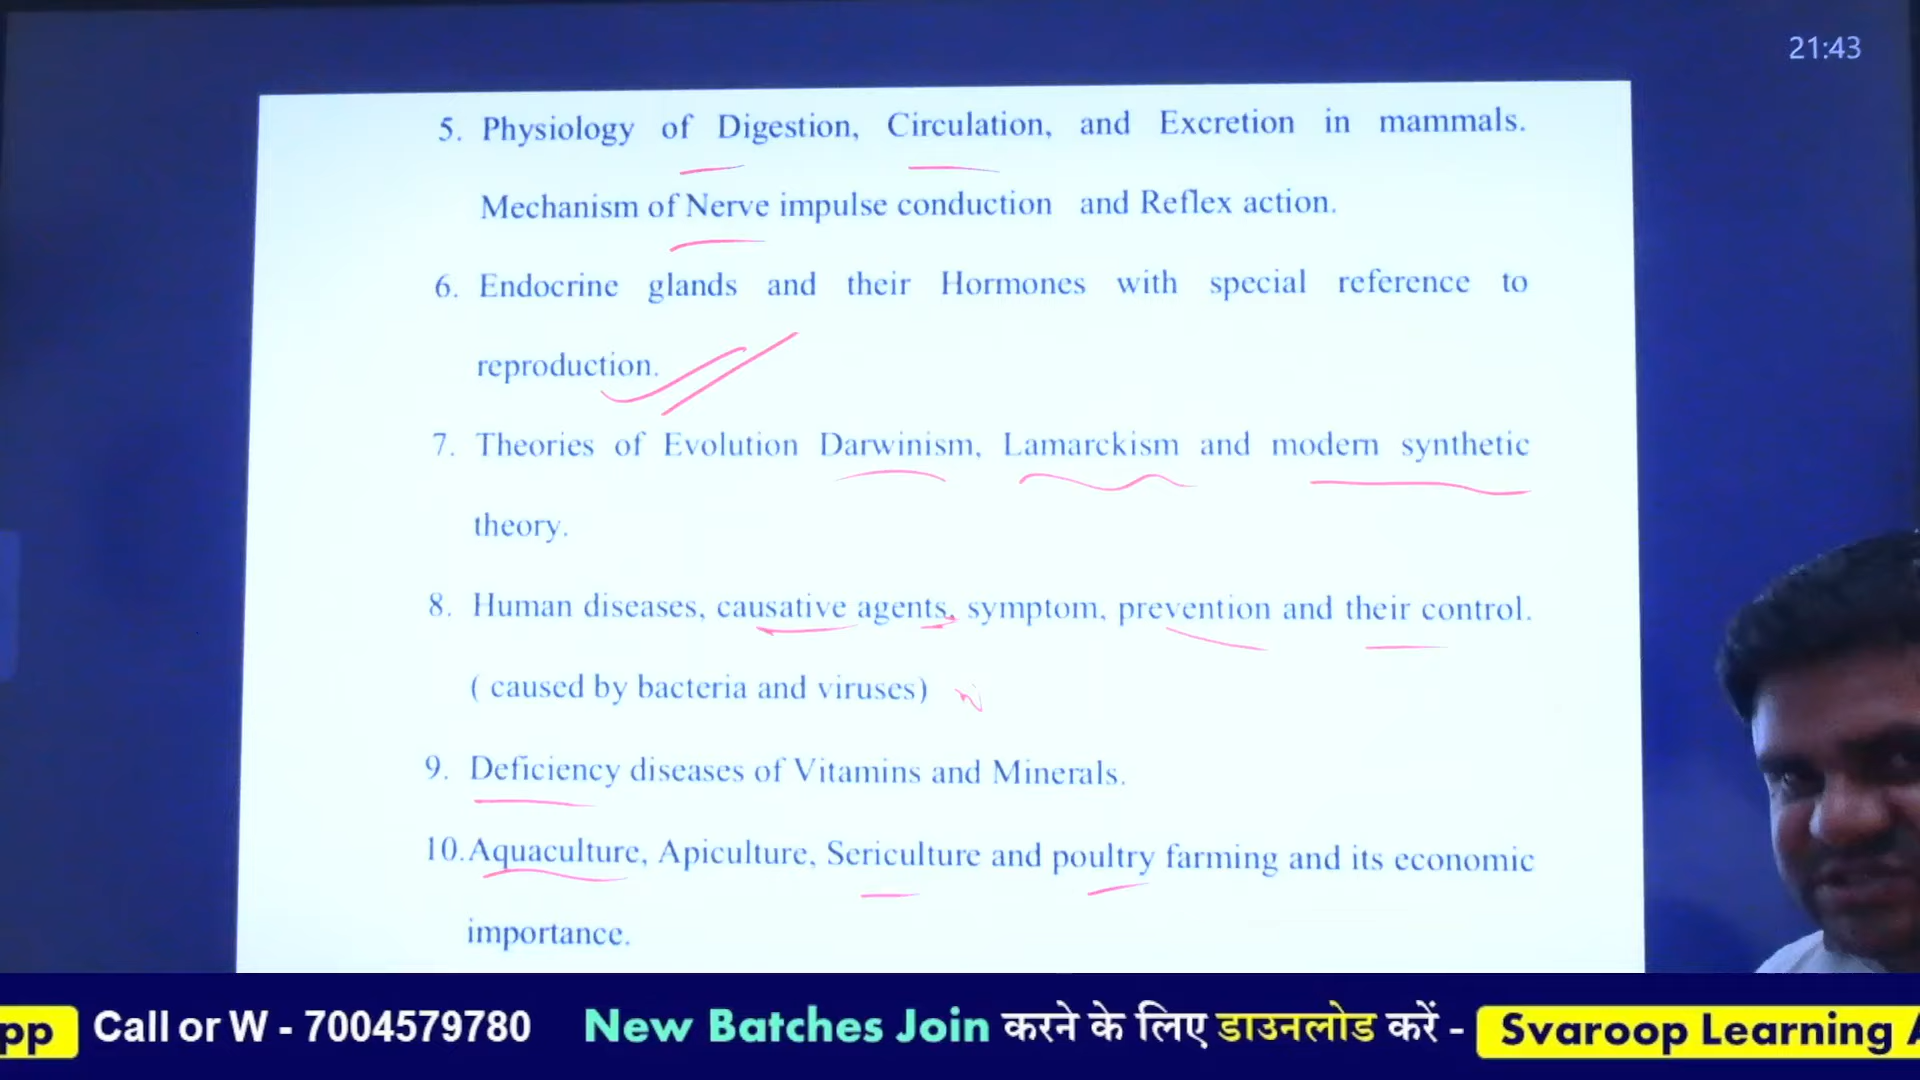 21:43
5. Physiology of Digestion, Circulation, and Excretion in mammals.
Mechanism of Nerve impulse conduction and Reflex action.
6. Endocrine glands and their Hormones with special reference to
reproduction.
7. Theories of Evolution Darwinism, Lamarckism and modern synthetic
theory.
8. Human diseases, causative agents, symptom, prevention and their control.
( caused by bacteria and viruses)
9. Deficiency diseases of Vitamins and Minerals.
10.Aquaculture, Apiculture, Sericulture and poultry farming and its economic
importance.
pp Call or W - 7004579780 New Batches Join करने के लिए डाउनलोड करें - Svaroop Learning A